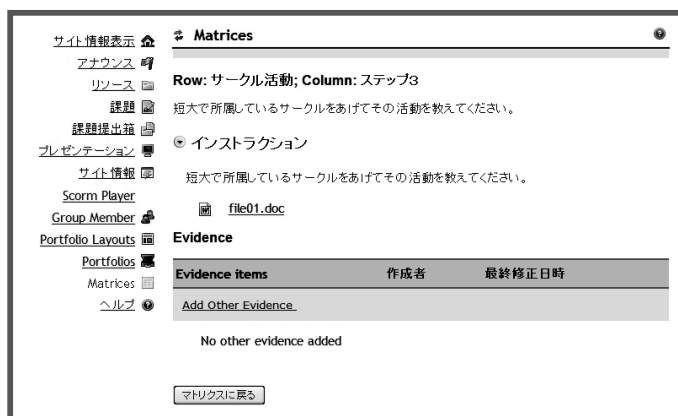 サイト情報表示
アナウンス
リソース
課題
課題提出箱
プレゼンテーション
サイト情報
Scorm Player
Group Member
Portfolio Layouts
Portfolios
Matrices
ヘルプ
Matrices
Row: サークル活動; Column: ステップ3
短大で所属しているサークルをあげてその活動を教えてください。
インストラクション
短大で所属しているサークルをあげてその活動を教えてください。
file01.doc
Evidence
Evidence items 作成者 最終修正日時
Add Other Evidence
No other evidence added
マトリクスに戻る